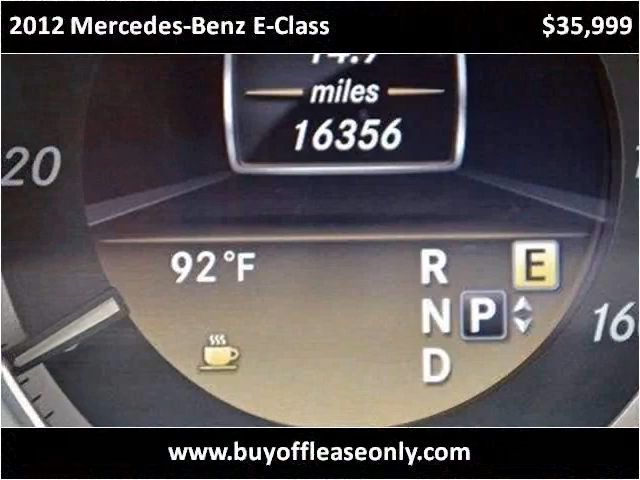 2012 Mercedes-Benz E-Class $35,999
miles
16356
20
92°F R E
N P 16
D
www.buyoffleaseonly.com